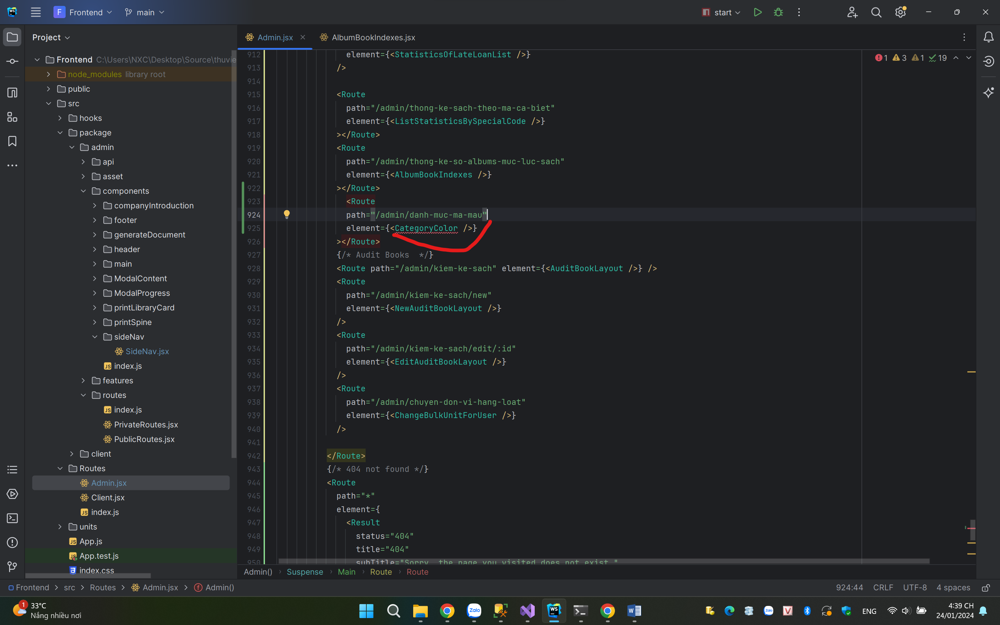 F Frontend main start
Project
Admin.jsx AlbumBookIndexes.jsx
Frontend C:\Users\NXC\Desktop\Source\thuvie
node_modules library root
public
src
hooks
package
admin
api
asset
components
companyIntroduction
footer
generateDocument
header
main
ModalContent
ModalProgress
printLibraryCard
printSpine
sideNav
SideNav.jsx
index.js
features
routes
index.js
PrivateRoutes.jsx
PublicRoutes.jsx
client
Routes
Admin.jsx
Client.jsx
index.js
units
App.js
App.test.js
index.css
1 3 1 19
912 element={<StatisticsOfLateLoanList />}
913 />
914
915 <Route
916 path="/admin/thong-ke-sach-theo-ma-ca-biet"
917 element={<ListStatisticsBySpecialCode />}
918 ></Route>
919 <Route
920 path="/admin/thong-ke-so-albums-muc-luc-sach"
921 element={<AlbumBookIndexes />}
922 ></Route>
923 <Route
924 path="/admin/danh-muc-ma-mau"
925 element={<CategoryColor />}
926 ></Route>
927 {/* Audit Books  */}
928 <Route path="/admin/kiem-ke-sach" element={<AuditBookLayout />} />
929 <Route
930 path="/admin/kiem-ke-sach/new"
931 element={<NewAuditBookLayout />}
932 />
933 <Route
934 path="/admin/kiem-ke-sach/edit/:id"
935 element={<EditAuditBookLayout />}
936 />
937 <Route
938 path="/admin/chuyen-don-vi-hang-loat"
939 element={<ChangeBulkUnitForUser />}
940 />
941
942 </Route>
943 {/* 404 not found */}
944 <Route
945 path="*"
946 element={
947 <Result
948 status="404"
949 title="404"
950 subTitle="Sorry, the page you visited does not exist."
Admin() › Suspense › Main › Route › Route
Frontend > src > Routes > Admin.jsx > Admin()
924:44 CRLF UTF-8 4 spaces
1 33°C
Nắng nhiều nơi
ENG
4:39 CH
24/01/2024